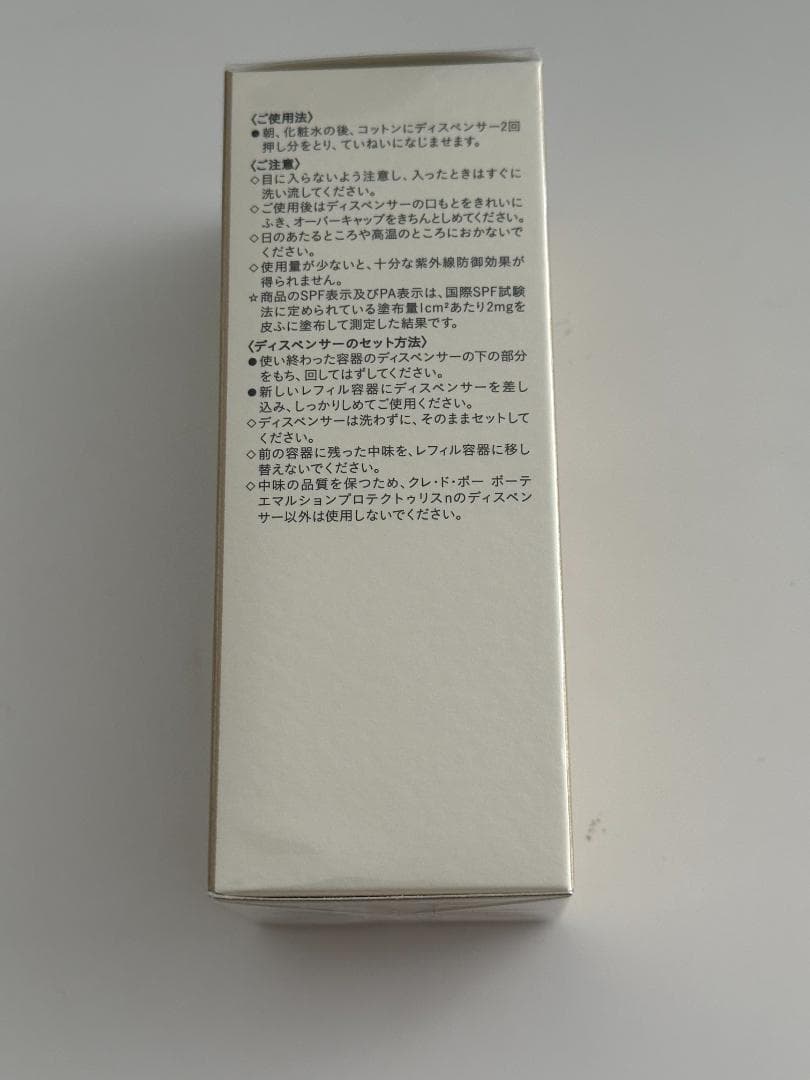 〈ご使用法〉
●朝、化粧水の後、コットンにディスペンサー2回
押し分をとり、ていねいになじませます。
〈ご注意〉
◇目に入らないよう注意し、入ったときはすぐに
洗い流してください。
◇ご使用後はディスペンサーの口もとをきれいに
ふき、オーバーキャップをきちんとしめてください。
◇日のあたるところや高温のところにおかないで
ください。
◇使用量が少ないと、十分な紫外線防御効果が
得られません。
☆商品のSPF表示及びPA表示は、国際SPF試験
法に定められている塗布量1cm²あたり2mgを
皮ふに塗布して測定した結果です。
〈ディスペンサーのセット方法〉
●使い終わった容器のディスペンサーの下の部分
をもち、回してはずしてください。
●新しいレフィル容器にディスペンサーを差し
込み、しっかりしめてご使用ください。
◇ディスペンサーは洗わずに、そのままセットして
ください。
◇前の容器に残った中味を、レフィル容器に移し
替えないでください。
◇中味の品質を保つため、クレ・ド・ポー ボーテ
エマルションプロテクトゥリスnのディスペン
サー以外は使用しないでください。